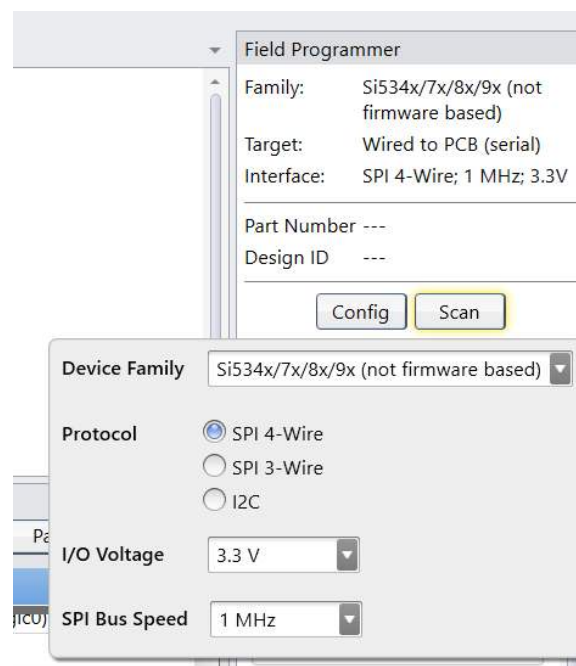 Field Programmer
Family: Si534x/7x/8x/9x (not
firmware based)
Target: Wired to PCB (serial)
Interface: SPI 4-Wire; 1 MHz; 3.3V
Part Number ---
Design ID ---
Config Scan
Device Family Si534x/7x/8x/9x (not firmware based)
Protocol SPI 4-Wire
SPI 3-Wire
I2C
I/O Voltage 3.3 V
SPI Bus Speed 1 MHz